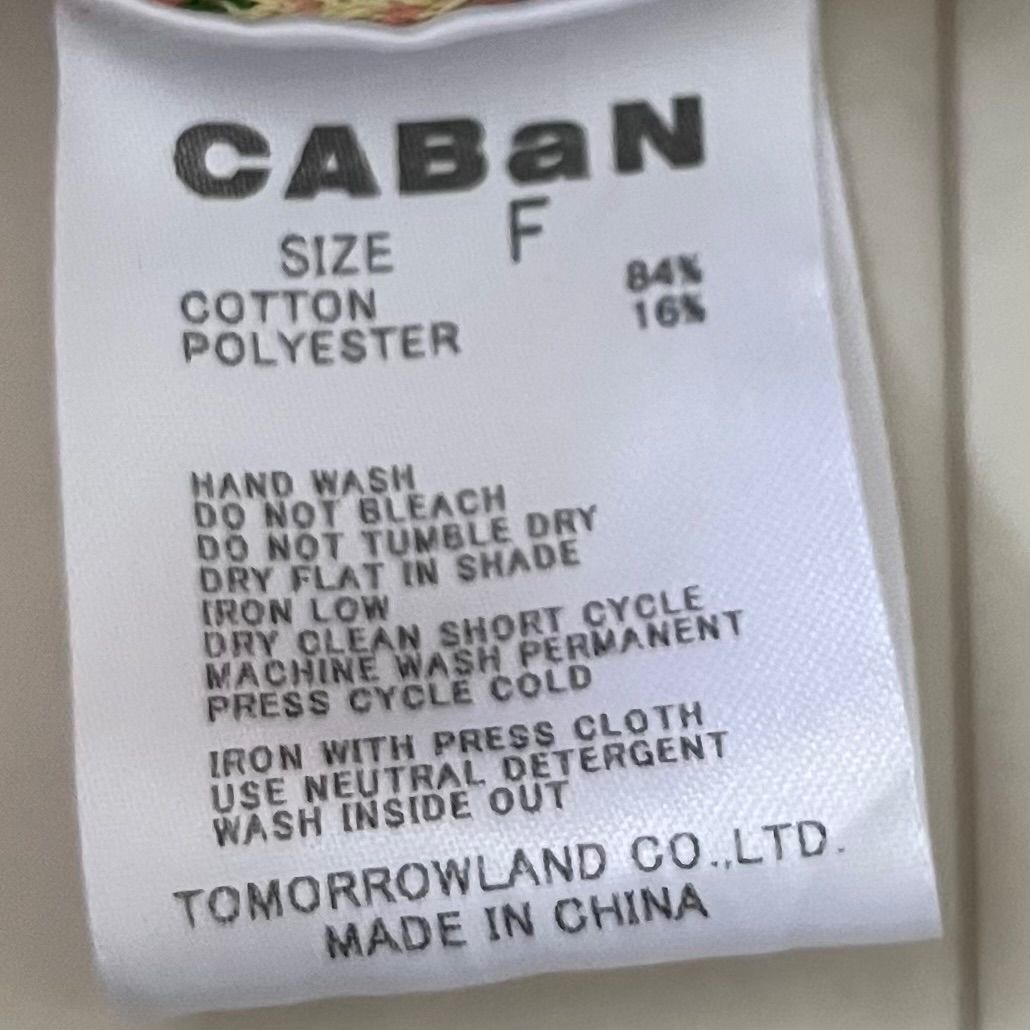 CABaN
SIZE F
COTTON 84%
POLYESTER 16%
HAND WASH
DO NOT BLEACH
DO NOT TUMBLE DRY
DRY FLAT IN SHADE
IRON LOW
DRY CLEAN SHORT CYCLE
MACHINE WASH PERMANENT
PRESS CYCLE COLD
IRON WITH PRESS CLOTH
USE NEUTRAL DETERGENT
WASH INSIDE OUT
TOMORROWLAND CO.,LTD.
MADE IN CHINA